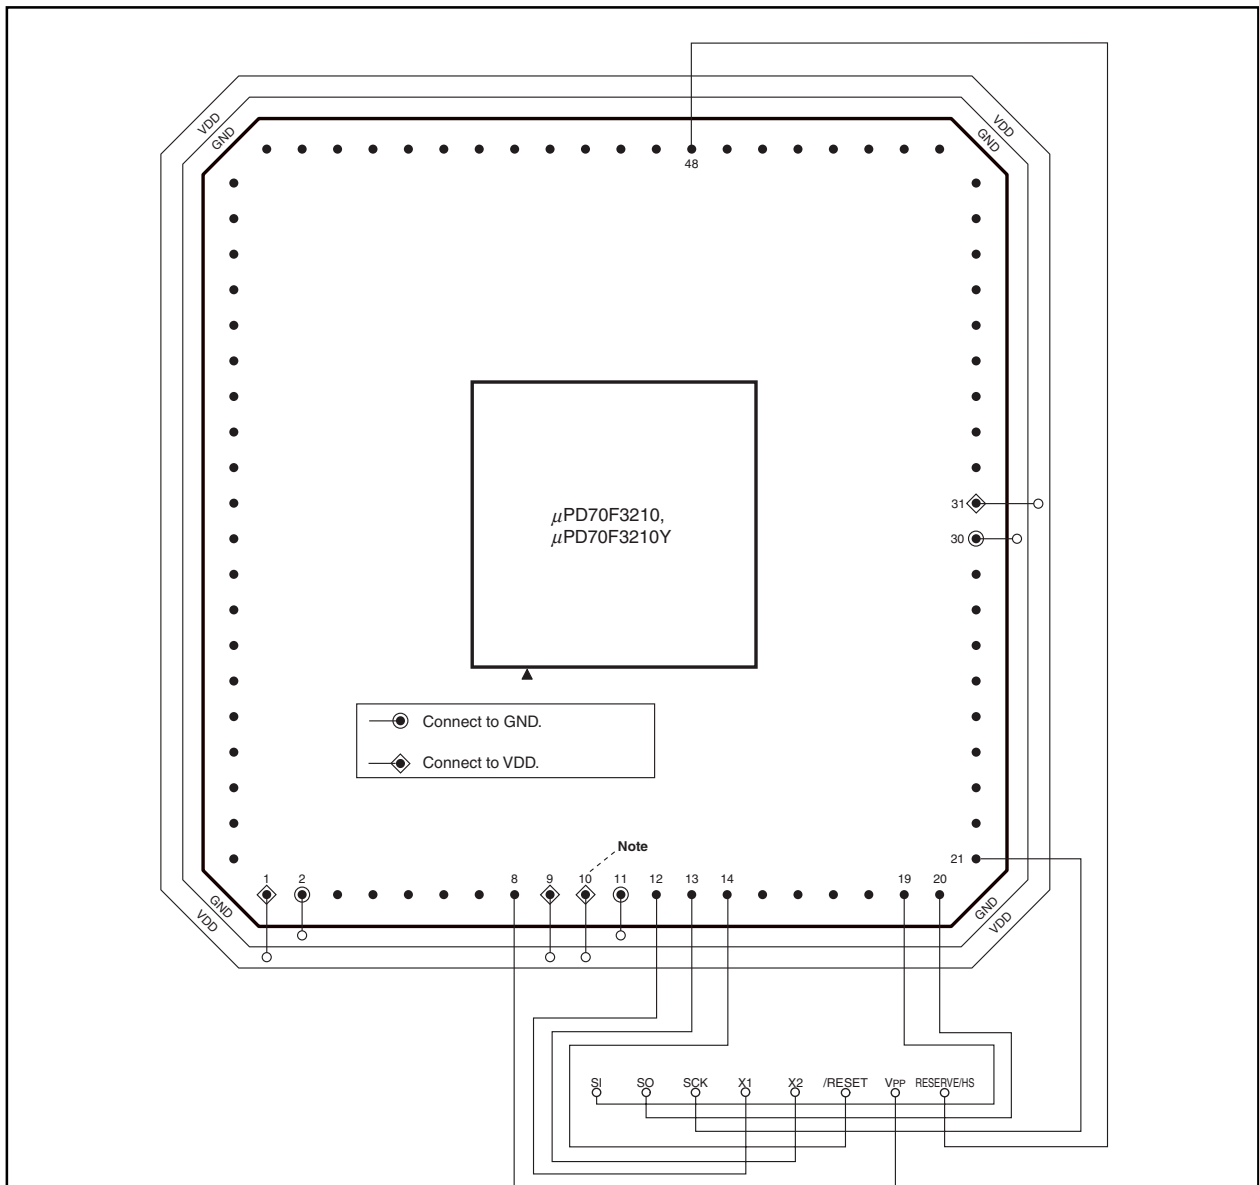 VDD
GND
VDD
GND
48
31
30
μPD70F3210,
μPD70F3210Y
Connect to GND.
Connect to VDD.
Note
21
1
2
8
9
10
11
12
13
14
19
20
GND
VDD
GND
VDD
SI
SO
SCK
X1
X2
/RESET
VPP
RESERVE/HS